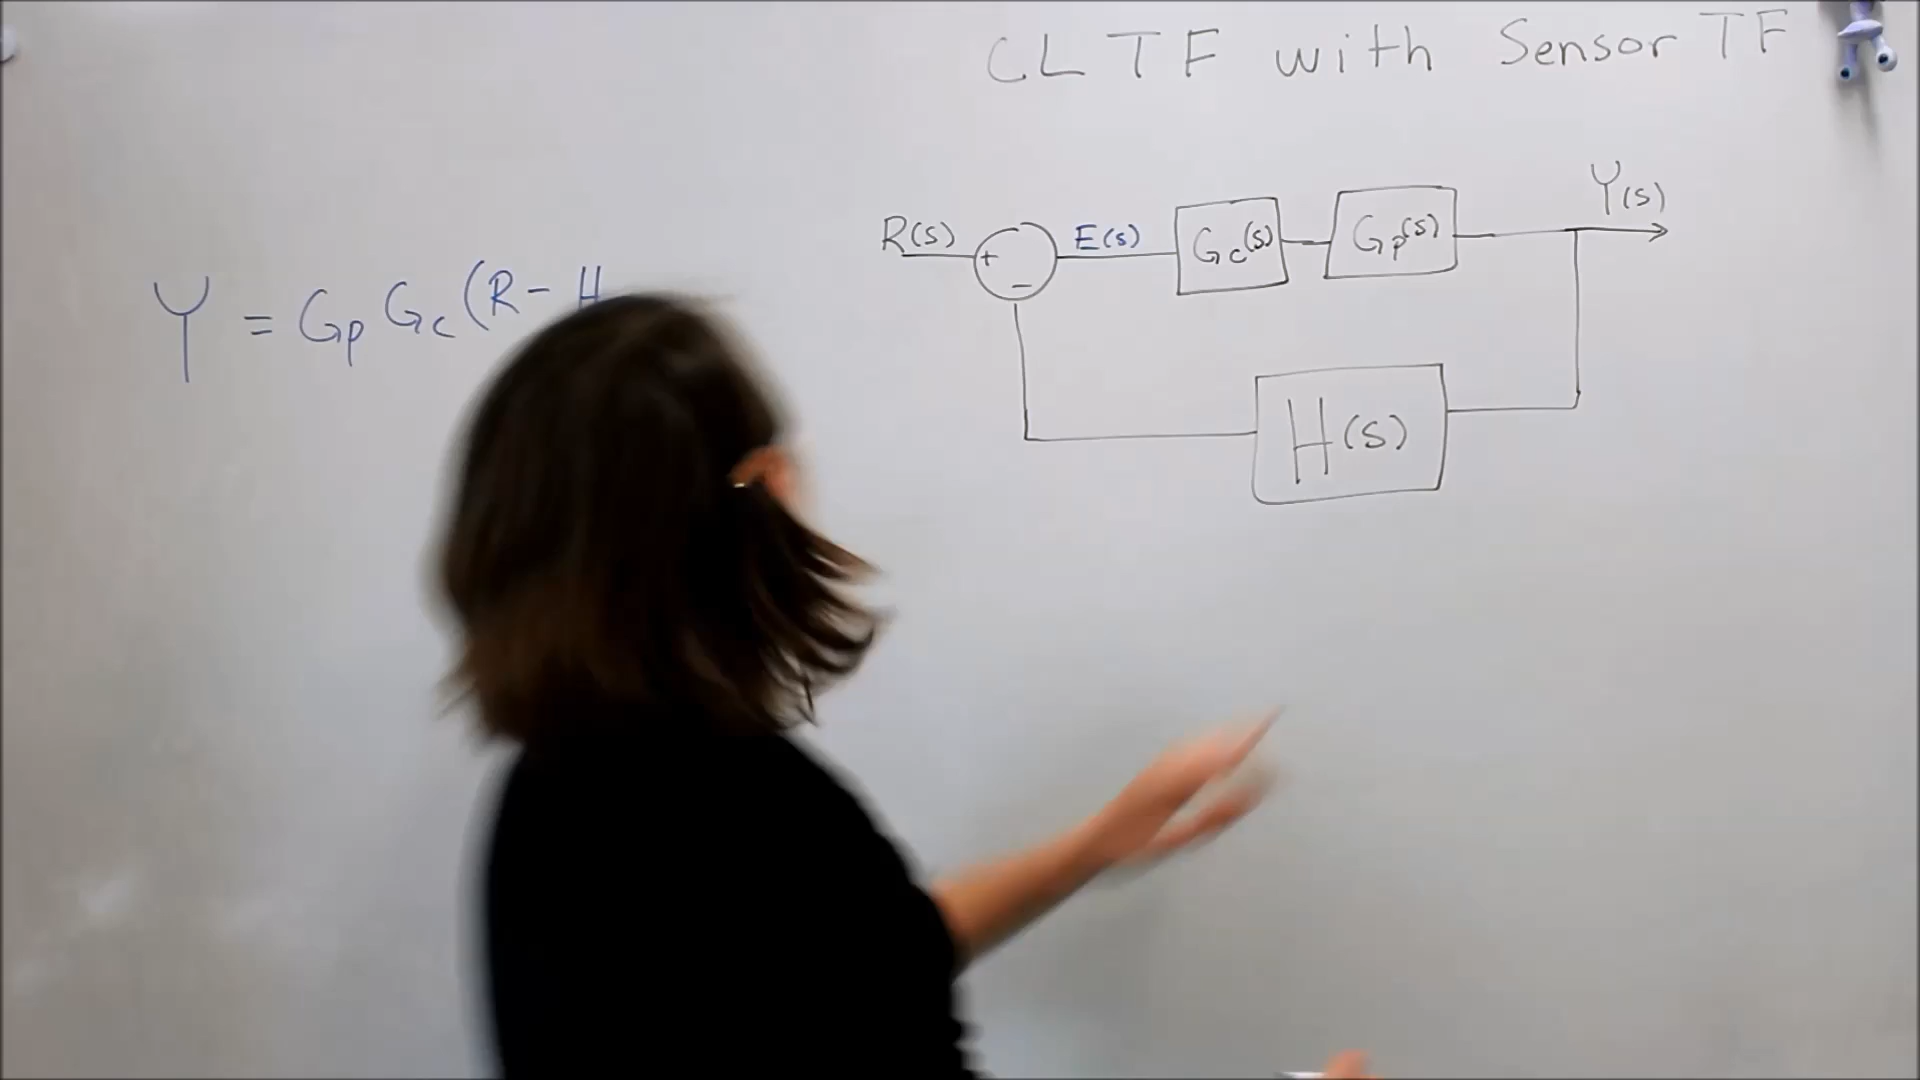 CLTF with Sensor TF
R(s) + - E(s) Gc(s) Gp(s) Y(s)
H(s)
Y = Gp Gc (R - H